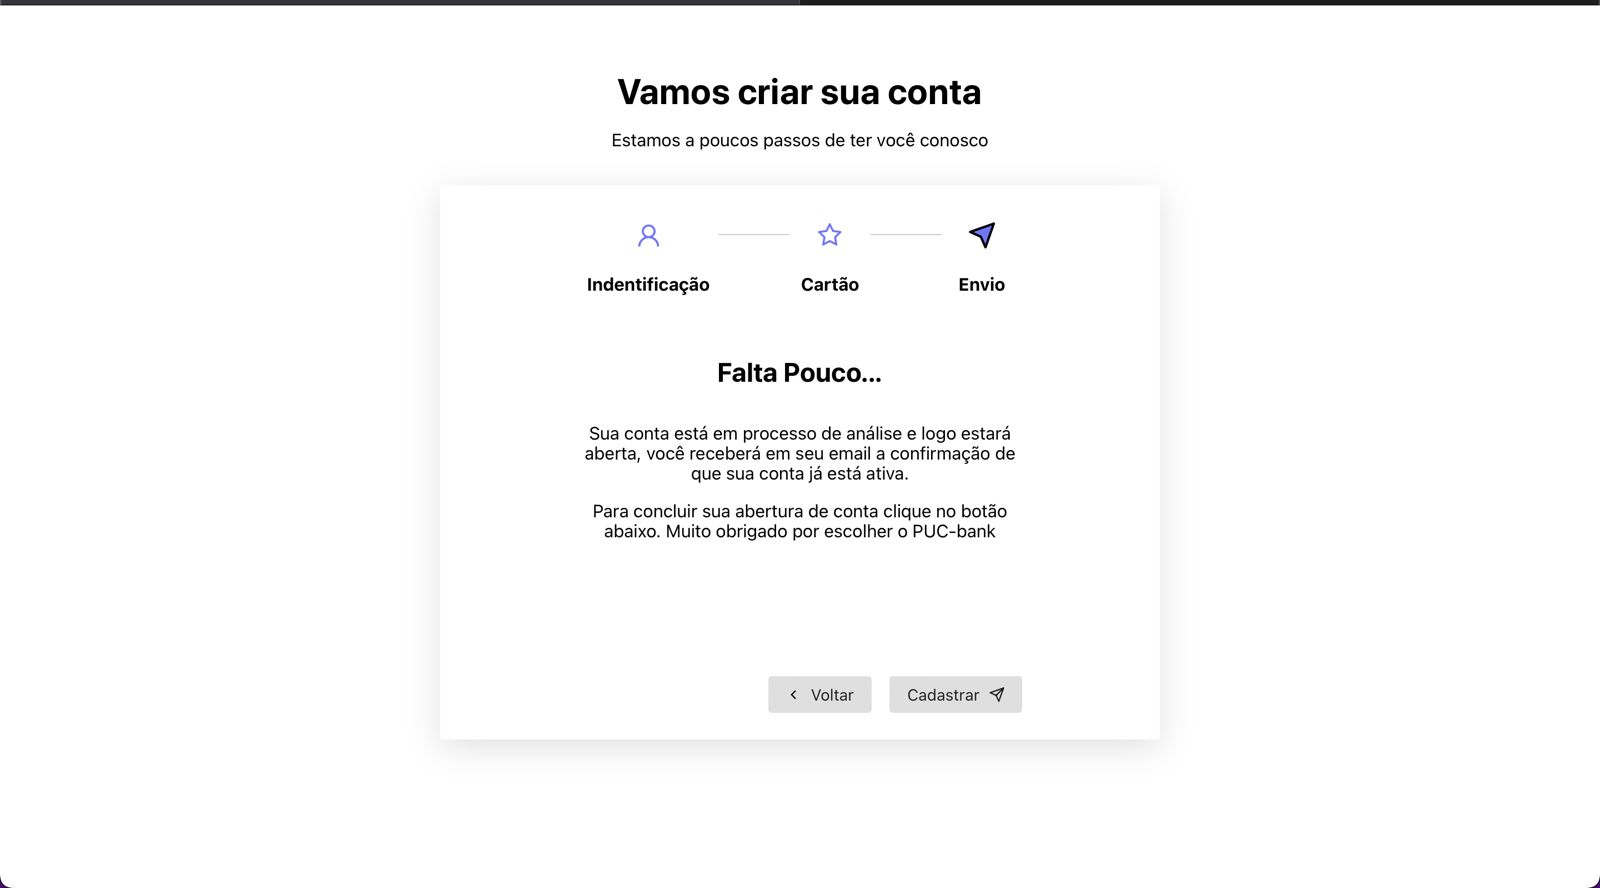 Vamos criar sua conta
Estamos a poucos passos de ter você conosco
Indentificação
Cartão
Envio
Falta Pouco...
Sua conta está em processo de análise e logo estará
aberta, você receberá em seu email a confirmação de
que sua conta já está ativa.
Para concluir sua abertura de conta clique no botão
abaixo. Muito obrigado por escolher o PUC-bank
Voltar
Cadastrar